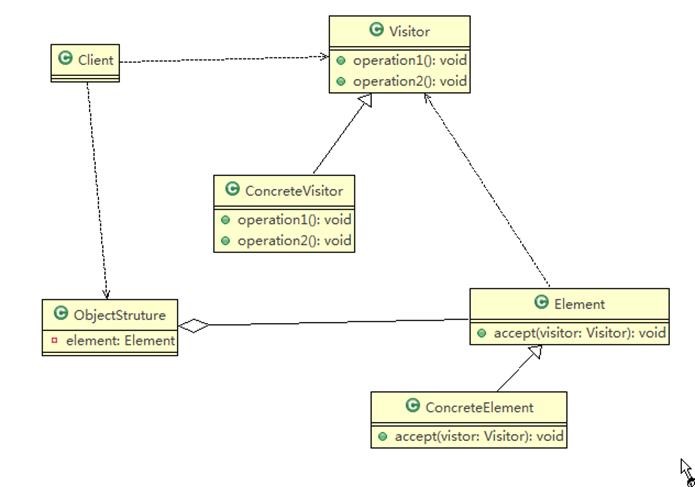 Visitor
operation1(): void
operation2(): void
Client
ConcreteVisitor
operation1(): void
operation2(): void
ObjectStruture
element: Element
Element
accept(visitor: Visitor): void
ConcreteElement
accept(vistor: Visitor): void